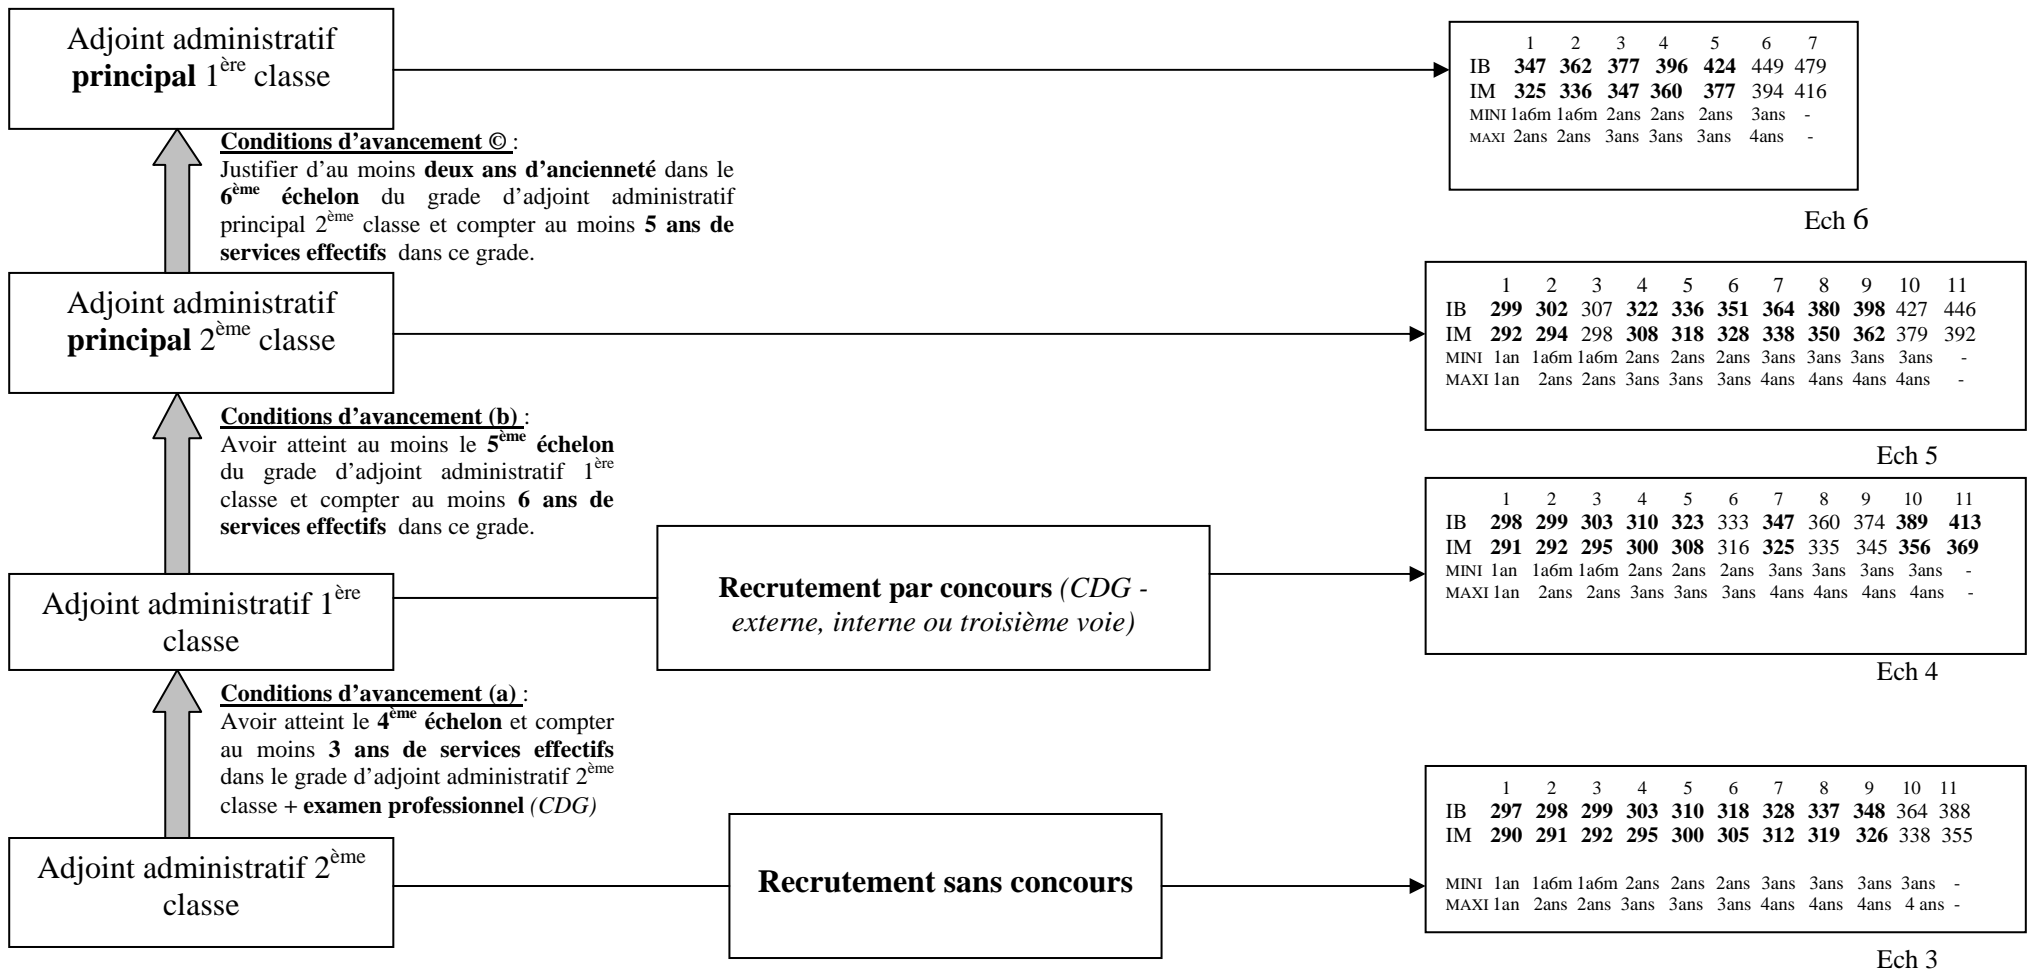 Adjoint administratif
principal 1ère classe
1 2 3 4 5 6 7
IB 347 362 377 396 424 449 479
IM 325 336 347 360 377 394 416
MINI 1a6m 1a6m 2ans 2ans 2ans 3ans -
MAXI 2ans 2ans 3ans 3ans 3ans 4ans -
Ech 6
Conditions d’avancement © :
Justifier d’au moins deux ans d’ancienneté dans le
6ème échelon du grade d’adjoint administratif
principal 2ème classe et compter au moins 5 ans de
services effectifs dans ce grade.
Adjoint administratif
principal 2ème classe
1 2 3 4 5 6 7 8 9 10 11
IB 299 302 307 322 336 351 364 380 398 427 446
IM 292 294 298 308 318 328 338 350 362 379 392
MINI 1an 1a6m 1a6m 2ans 2ans 2ans 3ans 3ans 3ans 3ans -
MAXI 1an 2ans 2ans 3ans 3ans 3ans 4ans 4ans 4ans 4ans -
Ech 5
Conditions d’avancement (b) :
Avoir atteint au moins le 5ème échelon
du grade d’adjoint administratif 1ère
classe et compter au moins 6 ans de
services effectifs dans ce grade.
Adjoint administratif 1ère
classe
Recrutement par concours (CDG -
externe, interne ou troisième voie)
1 2 3 4 5 6 7 8 9 10 11
IB 298 299 303 310 323 333 347 360 374 389 413
IM 291 292 295 300 308 316 325 335 345 356 369
MINI 1an 1a6m 1a6m 2ans 2ans 2ans 3ans 3ans 3ans 3ans -
MAXI 1an 2ans 2ans 3ans 3ans 3ans 4ans 4ans 4ans 4ans -
Ech 4
Conditions d’avancement (a) :
Avoir atteint le 4ème échelon et compter
au moins 3 ans de services effectifs
dans le grade d’adjoint administratif 2ème
classe + examen professionnel (CDG)
Adjoint administratif 2ème
classe
Recrutement sans concours
1 2 3 4 5 6 7 8 9 10 11
IB 297 298 299 303 310 318 328 337 348 364 388
IM 290 291 292 295 300 305 312 319 326 338 355
MINI 1an 1a6m 1a6m 2ans 2ans 2ans 3ans 3ans 3ans 3ans -
MAXI 1an 2ans 2ans 3ans 3ans 3ans 4ans 4ans 4ans 4 ans -
Ech 3